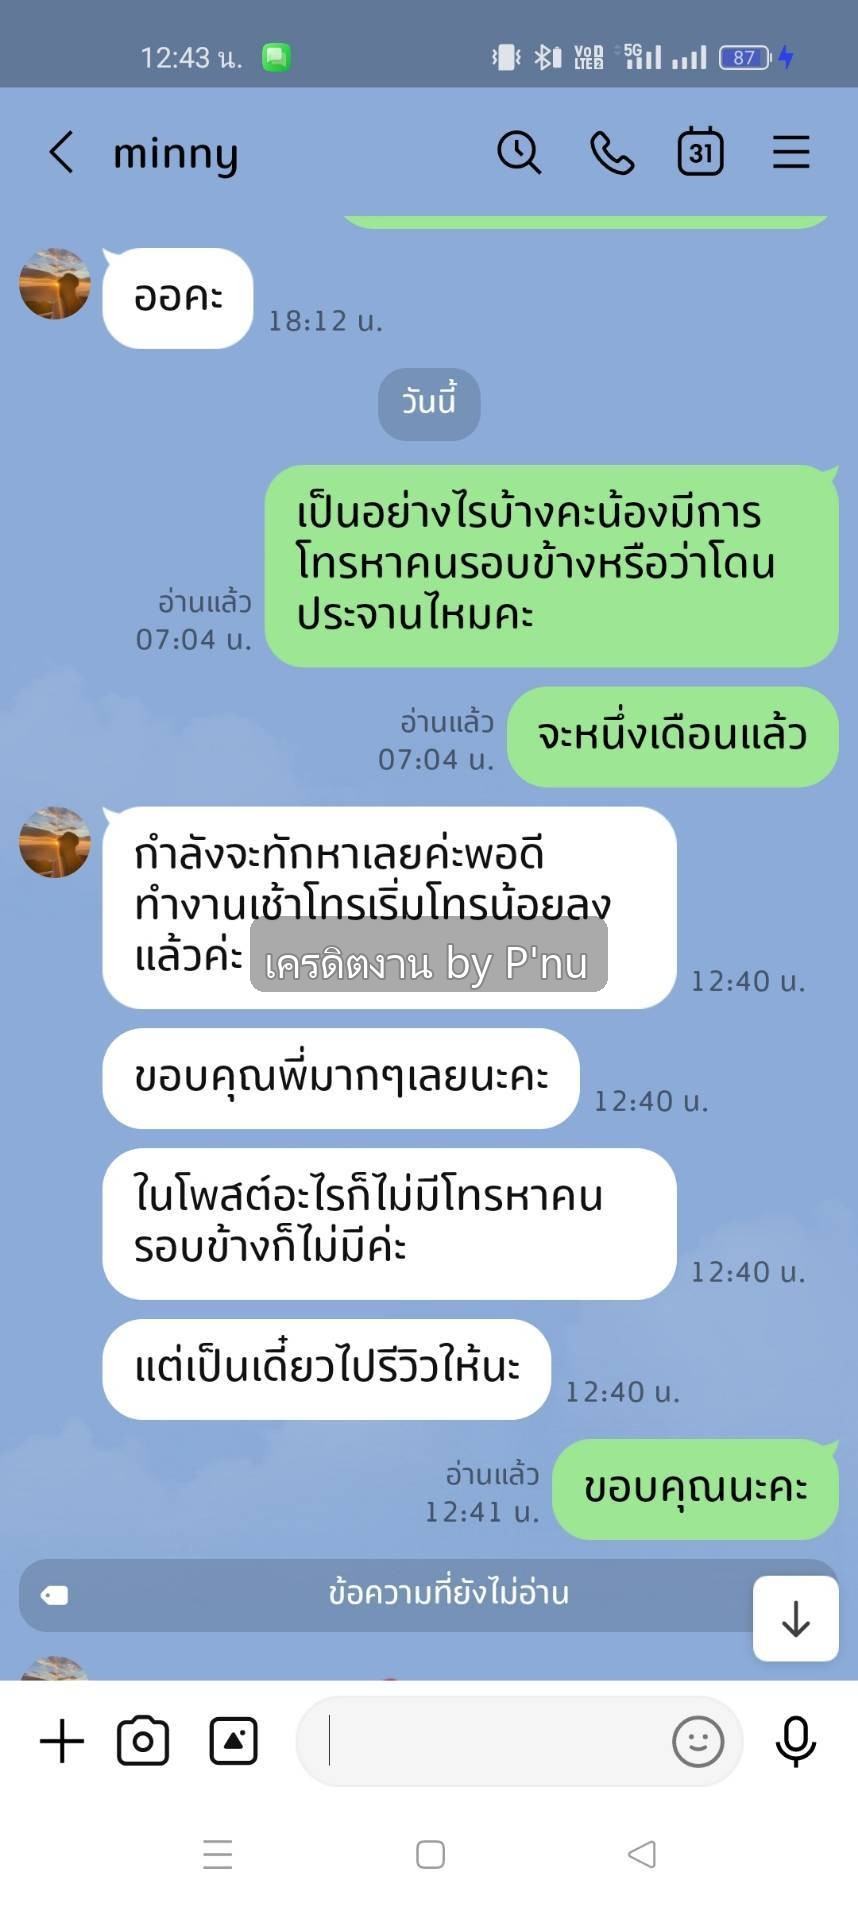 12:43 น.
VoD
LTE2
5G
87
minny
31
ออคะ
18:12 น.
วันนี้
เป็นอย่างไรบ้างคะน้องมีการ
โทรหาคนรอบข้างหรือว่าโดน
ประจานไหมคะ
อ่านแล้ว
07:04 น.
จะหนึ่งเดือนแล้ว
อ่านแล้ว
07:04 น.
กำลังจะทักหาเลยค่ะพอดี
ทำงานเช้าโทรเริ่มโทรน้อยลง
แล้วค่ะ
เครดิตงาน by P'nu
12:40 น.
ขอบคุณพี่มากๆเลยนะคะ
12:40 น.
ในโพสต์อะไรก็ไม่มีโทรหาคน
รอบข้างก็ไม่มีค่ะ
12:40 น.
แต่เป็นเดี๋ยวไปรีวิวให้นะ
12:40 น.
ขอบคุณนะคะ
อ่านแล้ว
12:41 น.
ข้อความที่ยังไม่อ่าน